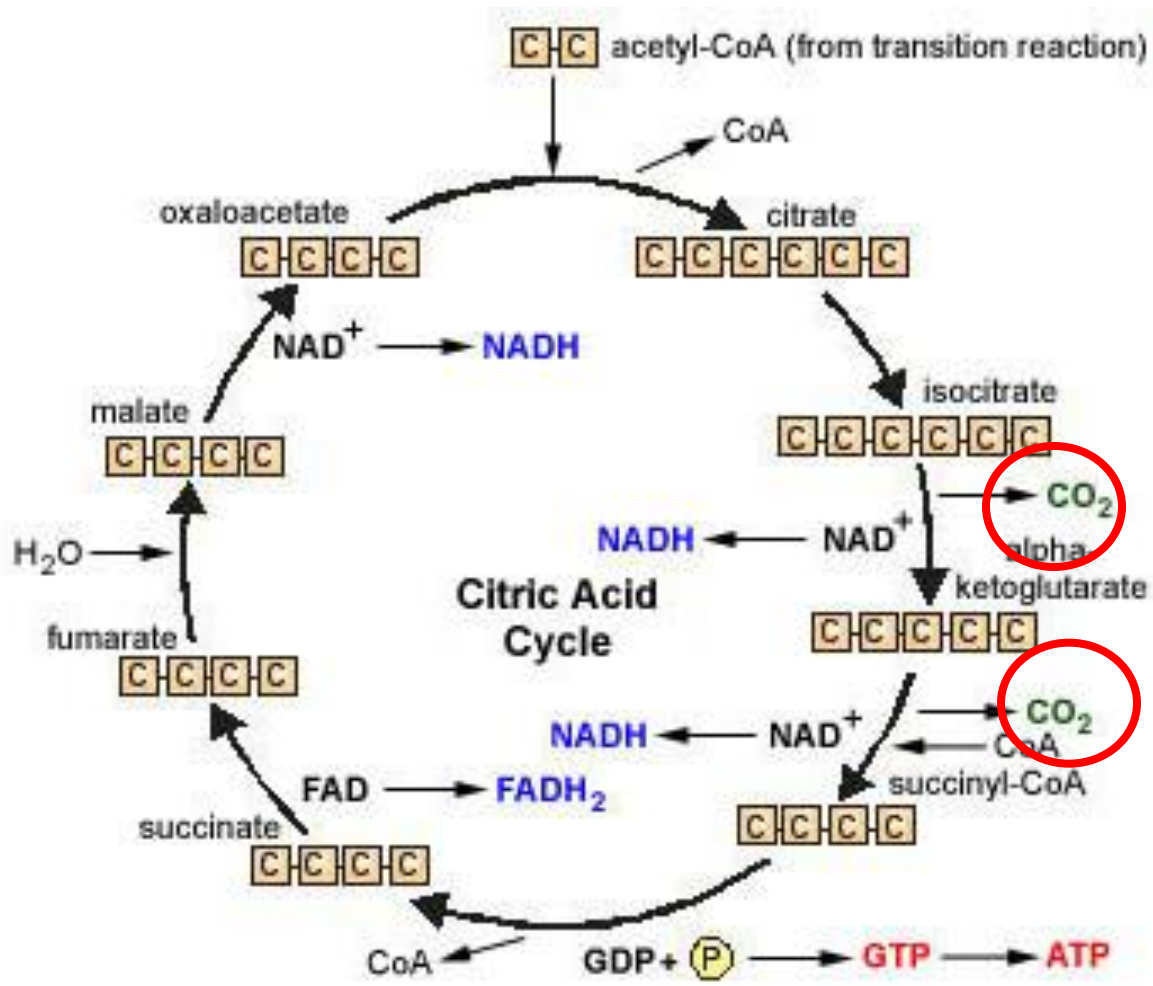 C C acetyl-CoA (from transition reaction)
CoA
oxaloacetate
C C C C
citrate
C C C C C C
NAD+ NADH
isocitrate
C C C C C C
malate
C C C C
CO2
NADH NAD+
alpha-
ketoglutarate
C C C C C
H2O
Citric Acid
Cycle
fumarate
C C C C
CO2
NADH NAD+
CoA
succinyl-CoA
C C C C
FAD FADH2
succinate
C C C C
CoA
GDP+ P GTP ATP